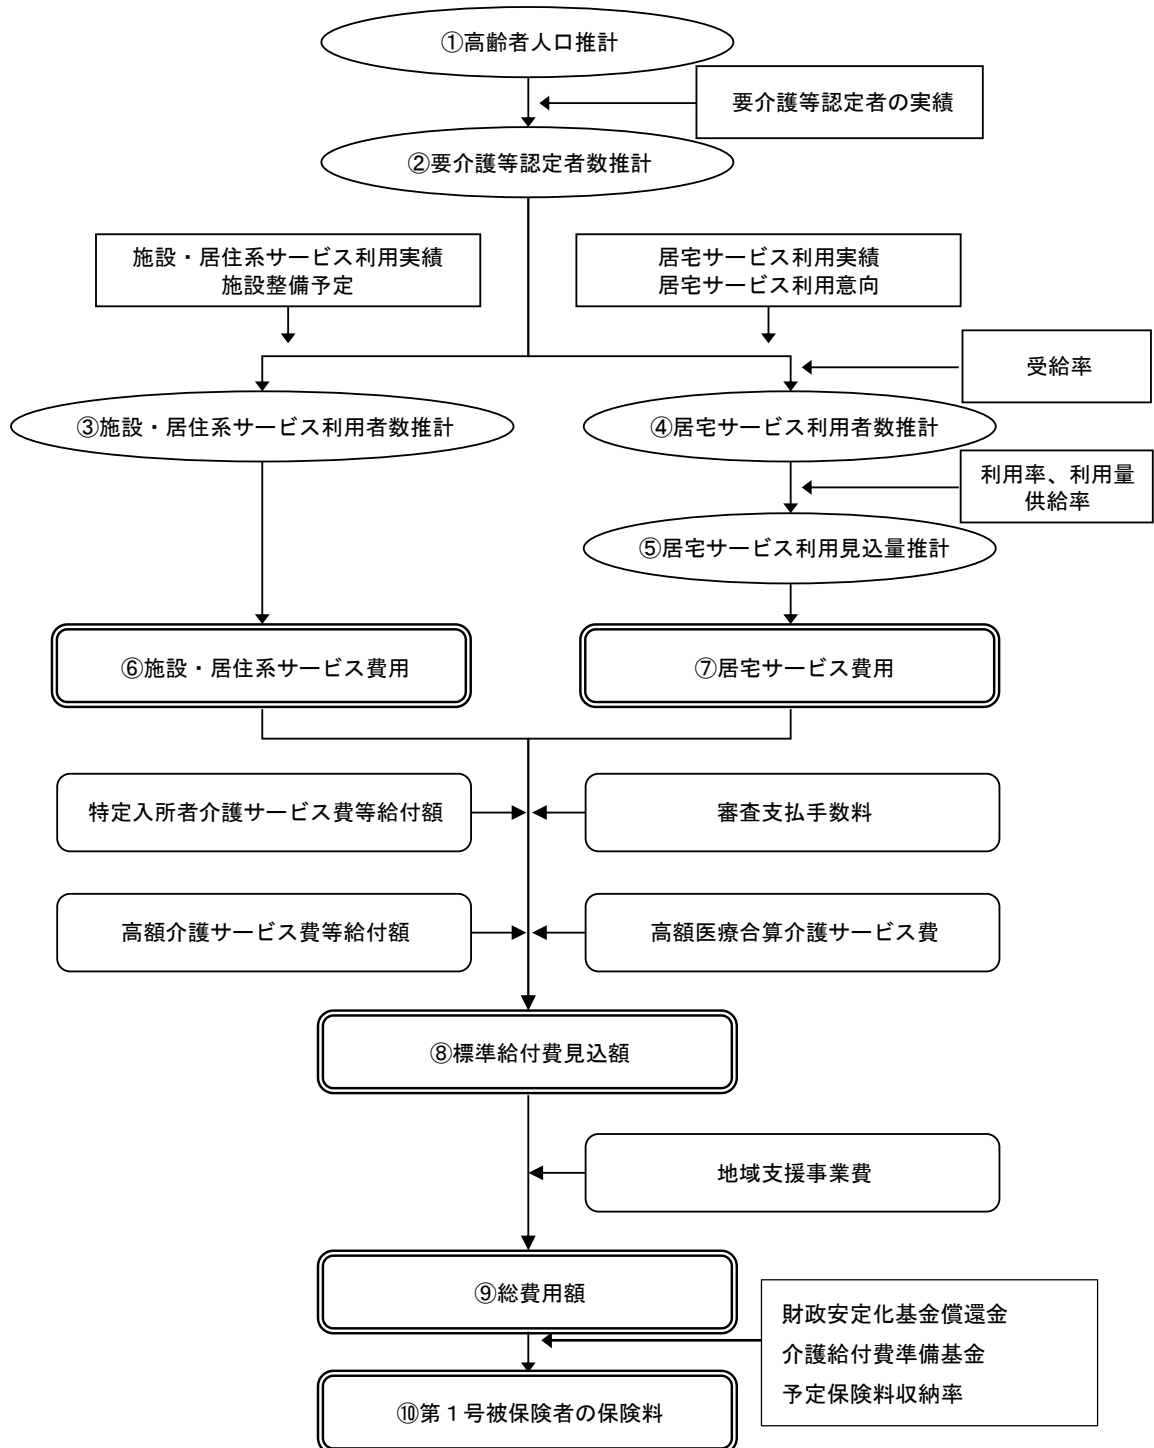 ①高齢者人口推計
要介護等認定者の実績
②要介護等認定者数推計
施設・居住系サービス利用実績
施設整備予定
居宅サービス利用実績
居宅サービス利用意向
受給率
③施設・居住系サービス利用者数推計
④居宅サービス利用者数推計
利用率、利用量
供給率
⑤居宅サービス利用見込量推計
⑥施設・居住系サービス費用
⑦居宅サービス費用
特定入所者介護サービス費等給付額
審査支払手数料
高額介護サービス費等給付額
高額医療合算介護サービス費
⑧標準給付費見込額
地域支援事業費
⑨総費用額
財政安定化基金償還金
介護給付費準備基金
予定保険料収納率
⑩第１号被保険者の保険料